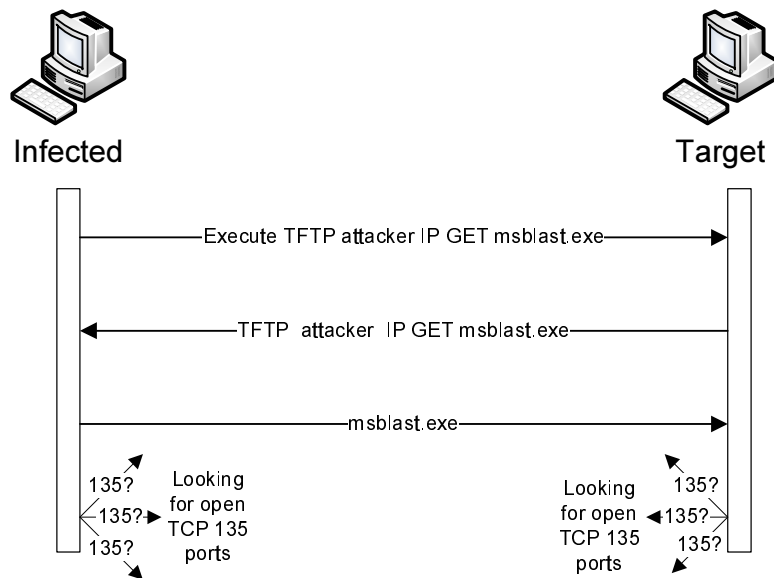 Infected
Target
Execute TFTP attacker IP GET msblast.exe
TFTP attacker IP GET msblast.exe
msblast.exe
135?
135?
135?
Looking
for open
TCP 135
ports
Looking
for open
TCP 135
ports
135?
135?
135?